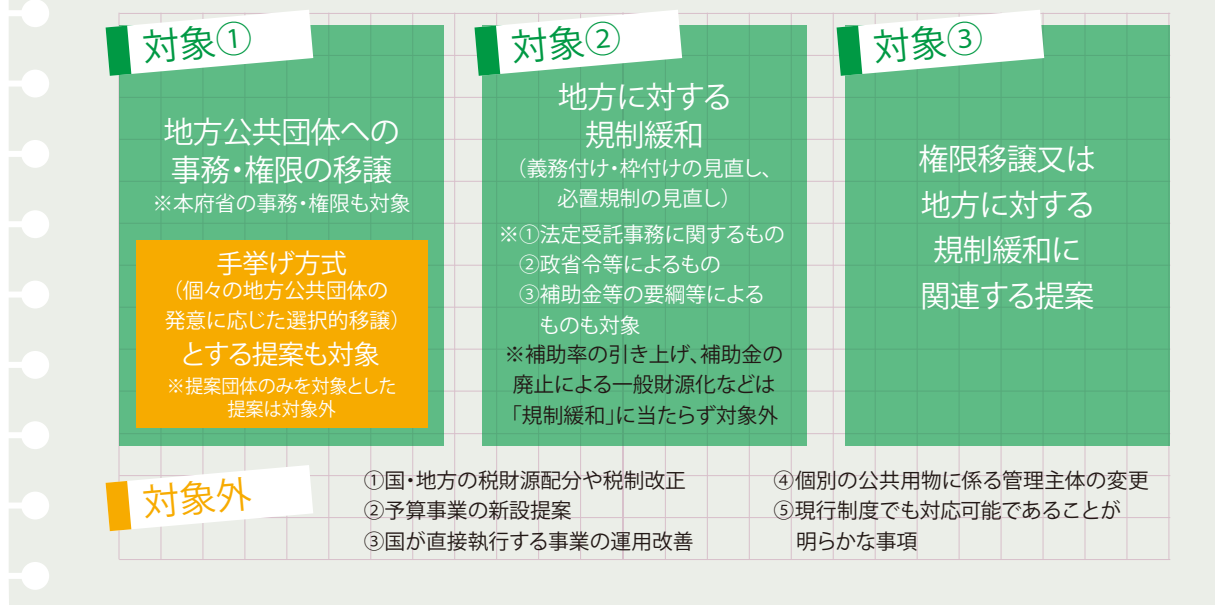 対象①
地方公共団体への
事務・権限の移譲
※本府省の事務・権限も対象
手挙げ方式
（個々の地方公共団体の
発意に応じた選択的移譲）
とする提案も対象
※提案団体のみを対象とした
提案は対象外
対象②
地方に対する
規制緩和
（義務付け・枠付けの見直し、
必置規制の見直し）
※①法定受託事務に関するもの
②政省令等によるもの
③補助金等の要綱等による
ものも対象
※補助率の引き上げ、補助金の
廃止による一般財源化などは
「規制緩和」に当たらず対象外
対象③
権限移譲又は
地方に対する
規制緩和に
関連する提案
対象外
①国・地方の税財源配分や税制改正
②予算事業の新設提案
③国が直接執行する事業の運用改善
④個別の公共用物に係る管理主体の変更
⑤現行制度でも対応可能であることが
明らかな事項